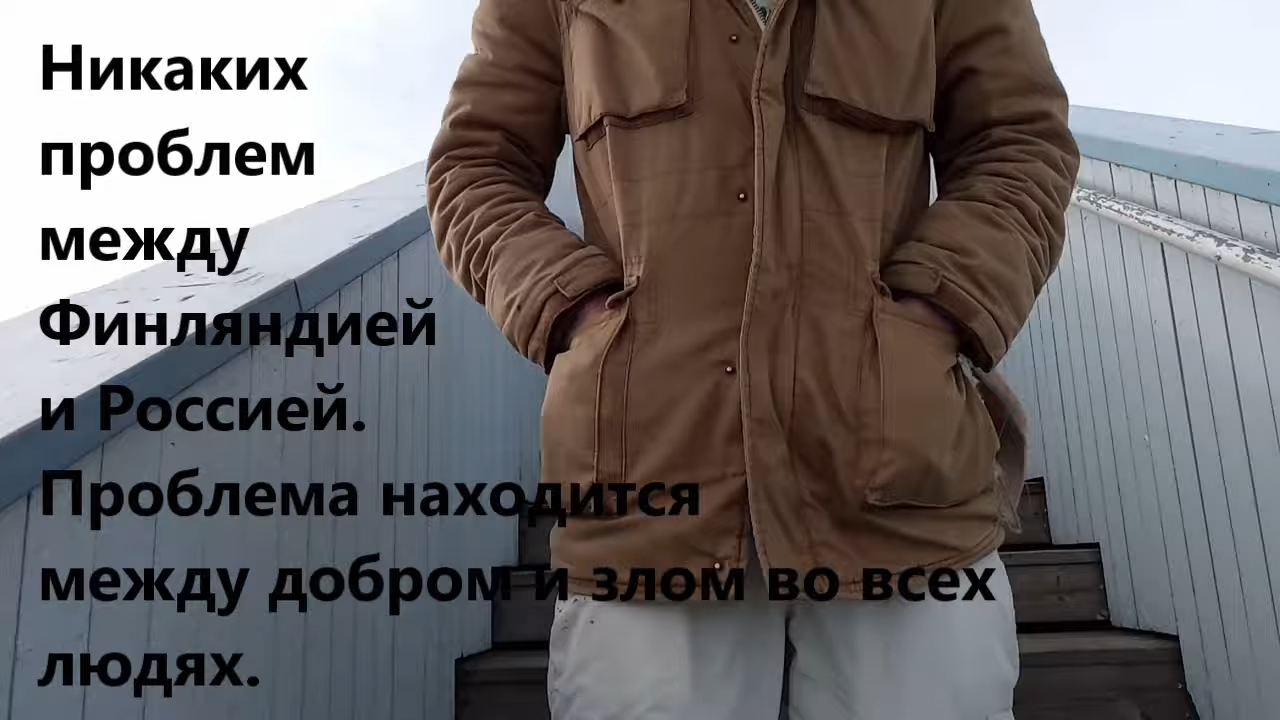 Никаких
проблем
между
Финляндией
и Россией.
Проблема находится
между добром и злом во всех
людях.